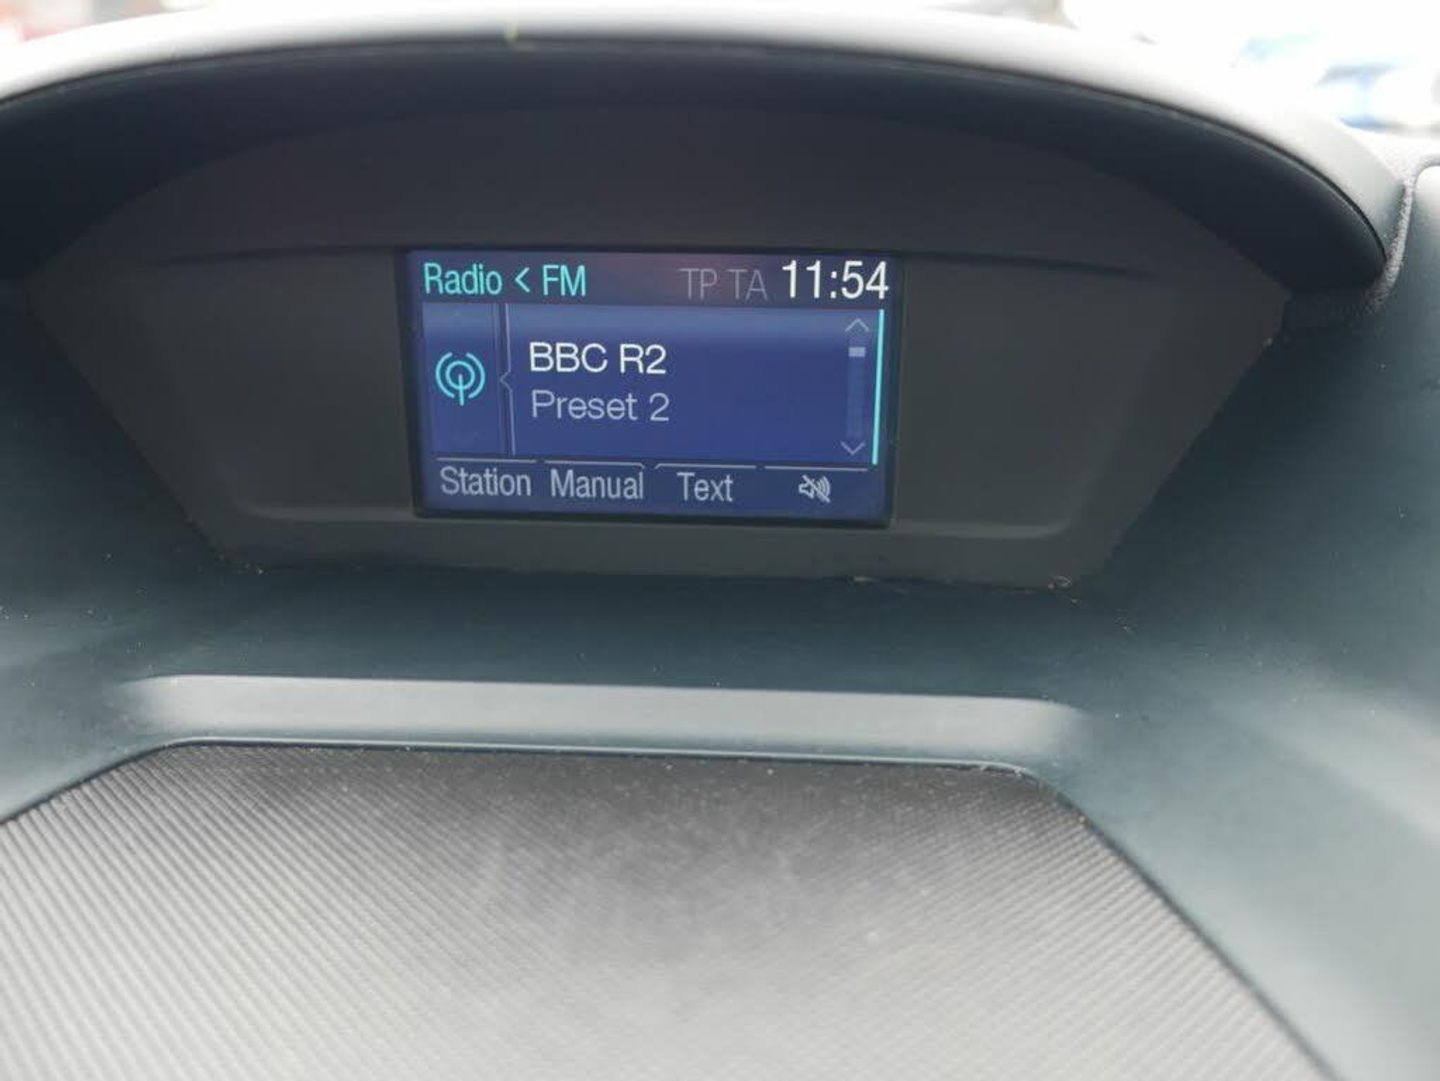 Radio < FM TP TA 11:54
BBC R2
Preset 2
Station Manual Text